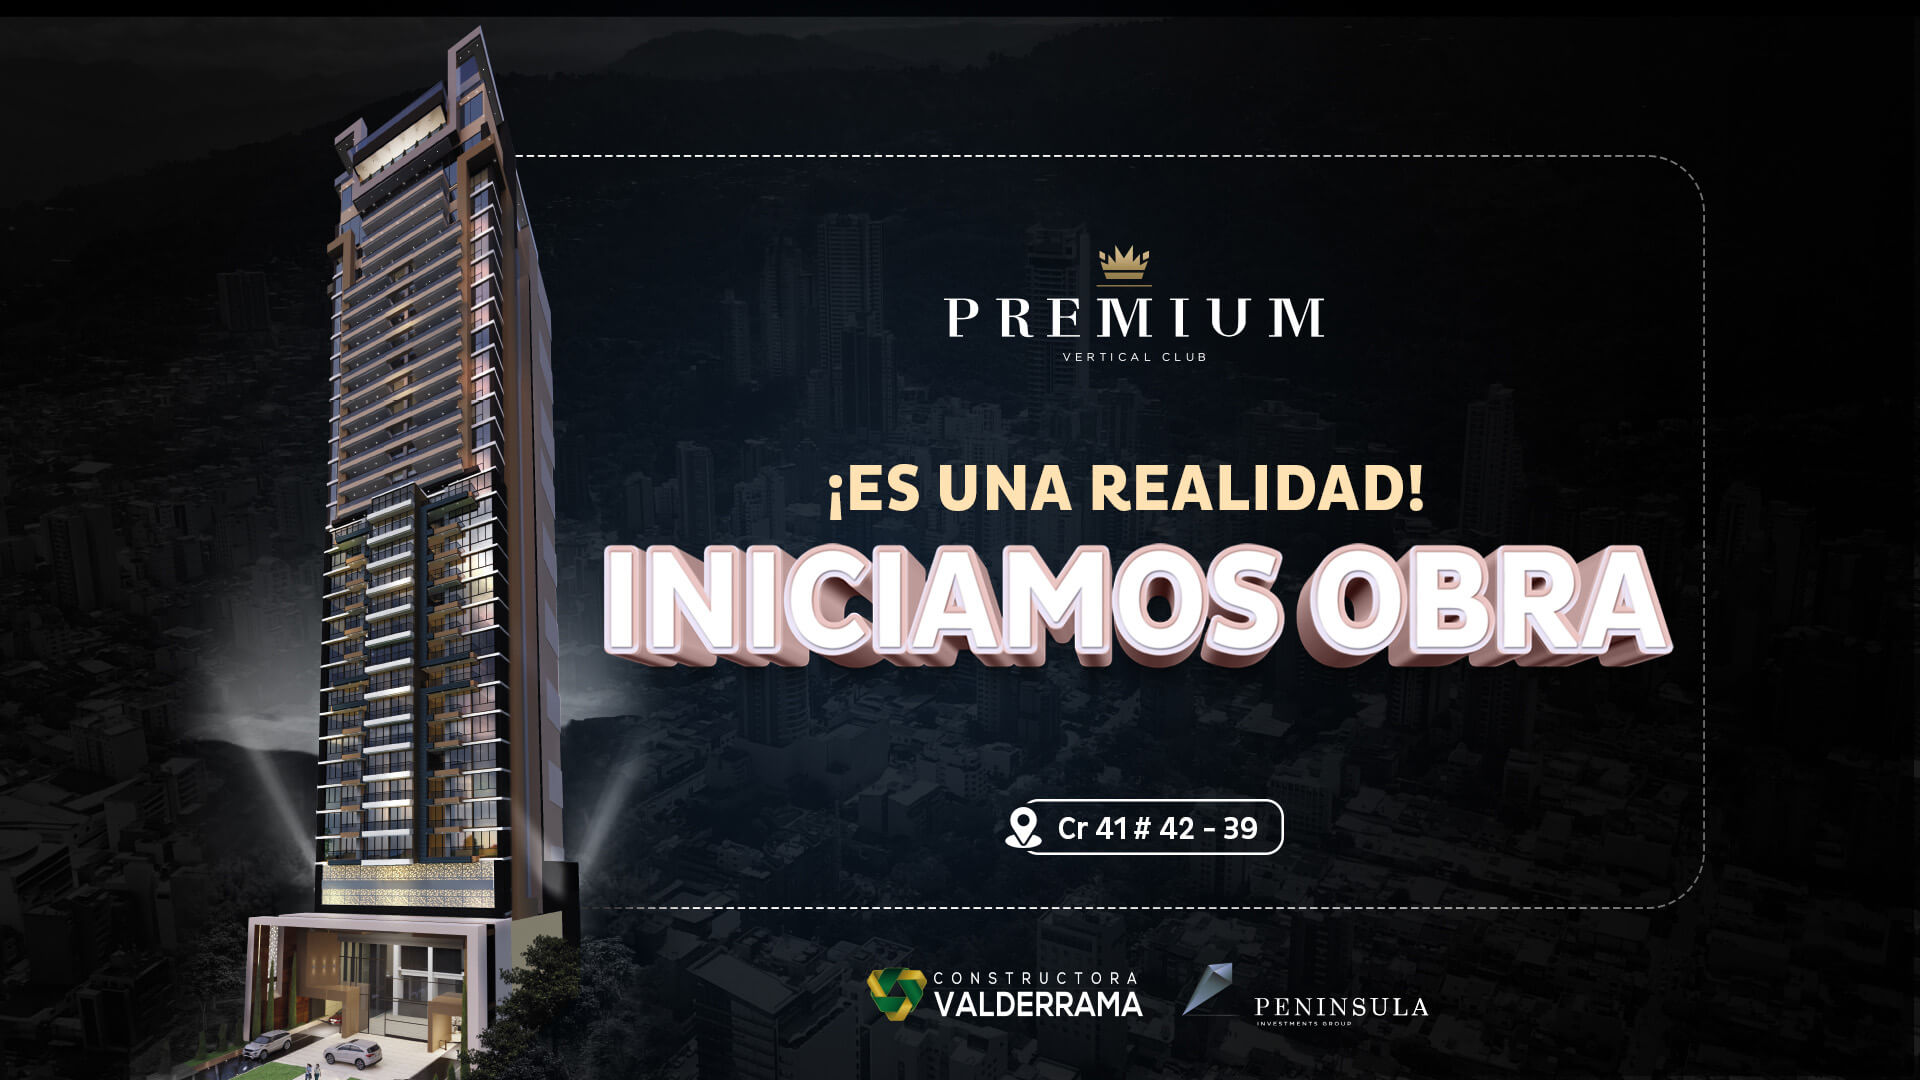 PREMIUM
VERTICAL CLUB
¡ES UNA REALIDAD!
INICIAMOS OBRA
Cr 41 # 42 - 39
CONSTRUCTORA
VALDERRAMA
PENINSULA
INVESTMENTS GROUP